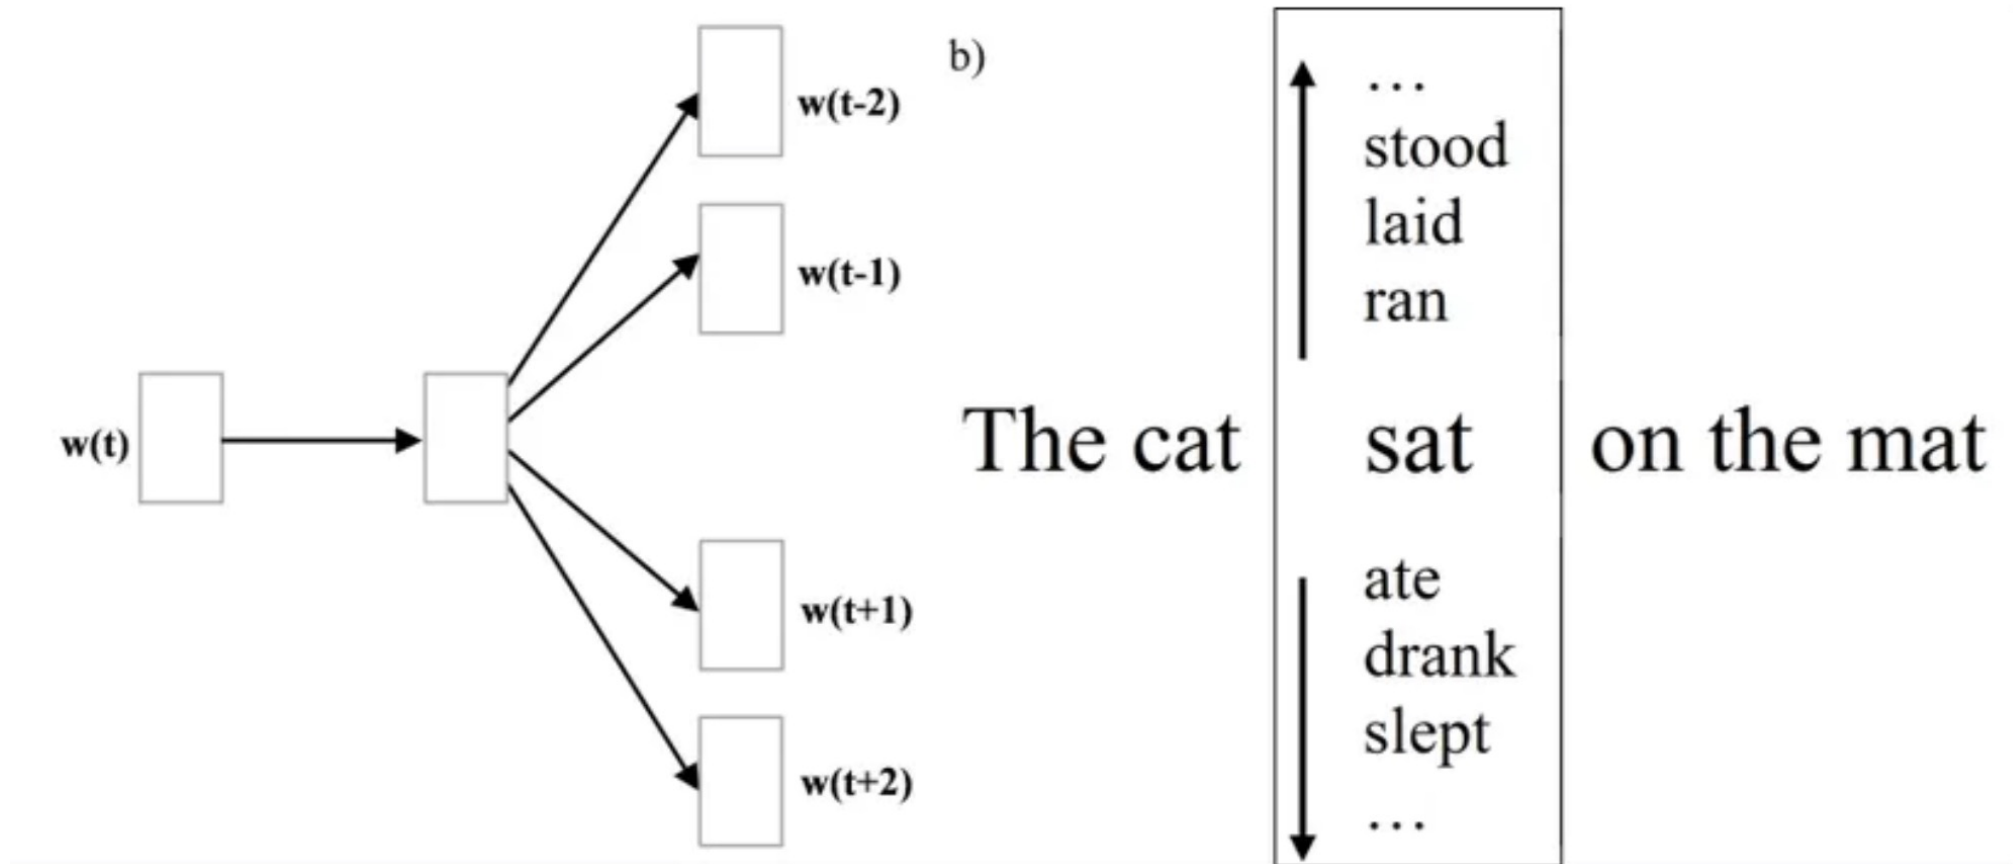 w(t)
w(t-2)
w(t-1)
w(t+1)
w(t+2)
b)
...
stood
laid
ran
The cat sat on the mat
ate
drank
slept
...